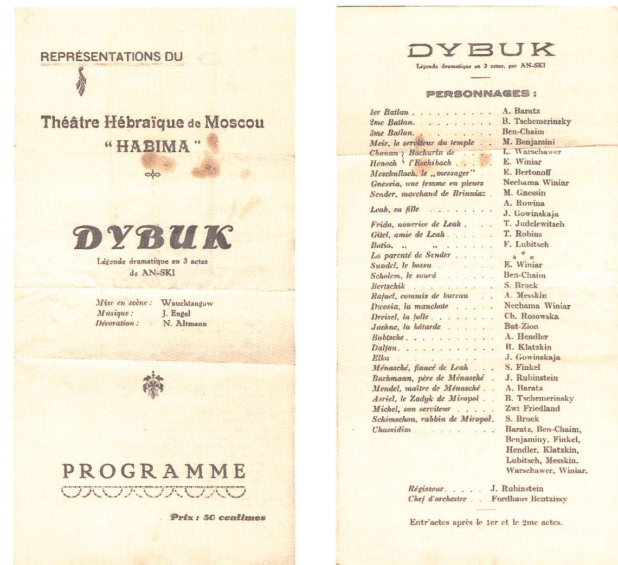 REPRÉSENTATIONS DU
Théâtre Hébraïque de Moscou
“HABIMA”
DYBUK
Légende dramatique en 3 actes
de AN-SKI
Mise en scène : Wauchtangow
Musique : J. Engel
Décoration : N. Altmann
PROGRAMME
Prix : 50 centimes
DYBUK
Légende dramatique en 3 actes, par AN-SKI
PERSONNAGES :
1er Batlan . . . . . . . . . . A. Baratz
2me Batlan. . . . . . . . . . B. Tschemerinsky
3me Batlan. . . . . . . . . . Ben-Chaim
Meir, le serviteur du temple . . M. Benjamini
Chanan } Bachurin de . . . L. Warschawer
Henoch } l'Eschibach . . . E. Winiar
Meschullach, le „messager" . . E. Bertonoff
Gnessia, une femme en pleurs Nechama Winiar
Sender, marchand de Brinniaz . M. Gnessin
Leah, sa fille . . . . . . . . A. Rowina
J. Gowinskaja
Frida, nourrice de Leah . . . T. Judelewitsch
Gitel, amie de Leah . . . . . T. Robins
Batia, „ „ . . . . . . . F. Lubitsch
La parenté de Sender . . . . * * *
Sundel, le bossu . . . . . . E. Winiar
Scholem, le sourd . . . . . . Ben-Chaim
Bertschik . . . . . . . . . . S. Bruck
Rafael, commis de bureau . . A. Messkin
Dwosia, la manchote . . . . . Nechama Winiar
Dreisel, la folle . . . . . . . Ch. Rosowska
Jachne, la bâtarde . . . . . . Bat-Zion
Babtsche . . . . . . . . . . A. Hendler
Daljon . . . . . . . . . . . R. Klatzkin
Elka . . . . . . . . . . . . J. Gowinskaja
Ménasché, fiancé de Leah . . S. Finkel
Bachmann, père de Ménasché . J. Rubinstein
Mendel, maître de Ménasché . . A. Baratz
Asriel, le Zadyk de Miropol . . B. Tschemerinsky
Michel, son serviteur . . . . . Zwi Friedland
Schimschon, rabbin de Miropol. S. Bruck
Chassidim . . . . . . . . . . Baratz, Ben-Chaim,
Benjaminy, Finkel,
Hendler, Klatzkin,
Lubitsch, Messkin,
Warschawer, Winiar.
Régisseur . . . . . J. Rubinstein
Chef d'orchestre . . Fordhaus Bentzissy
Entr'actes après le 1er et le 2me actes.